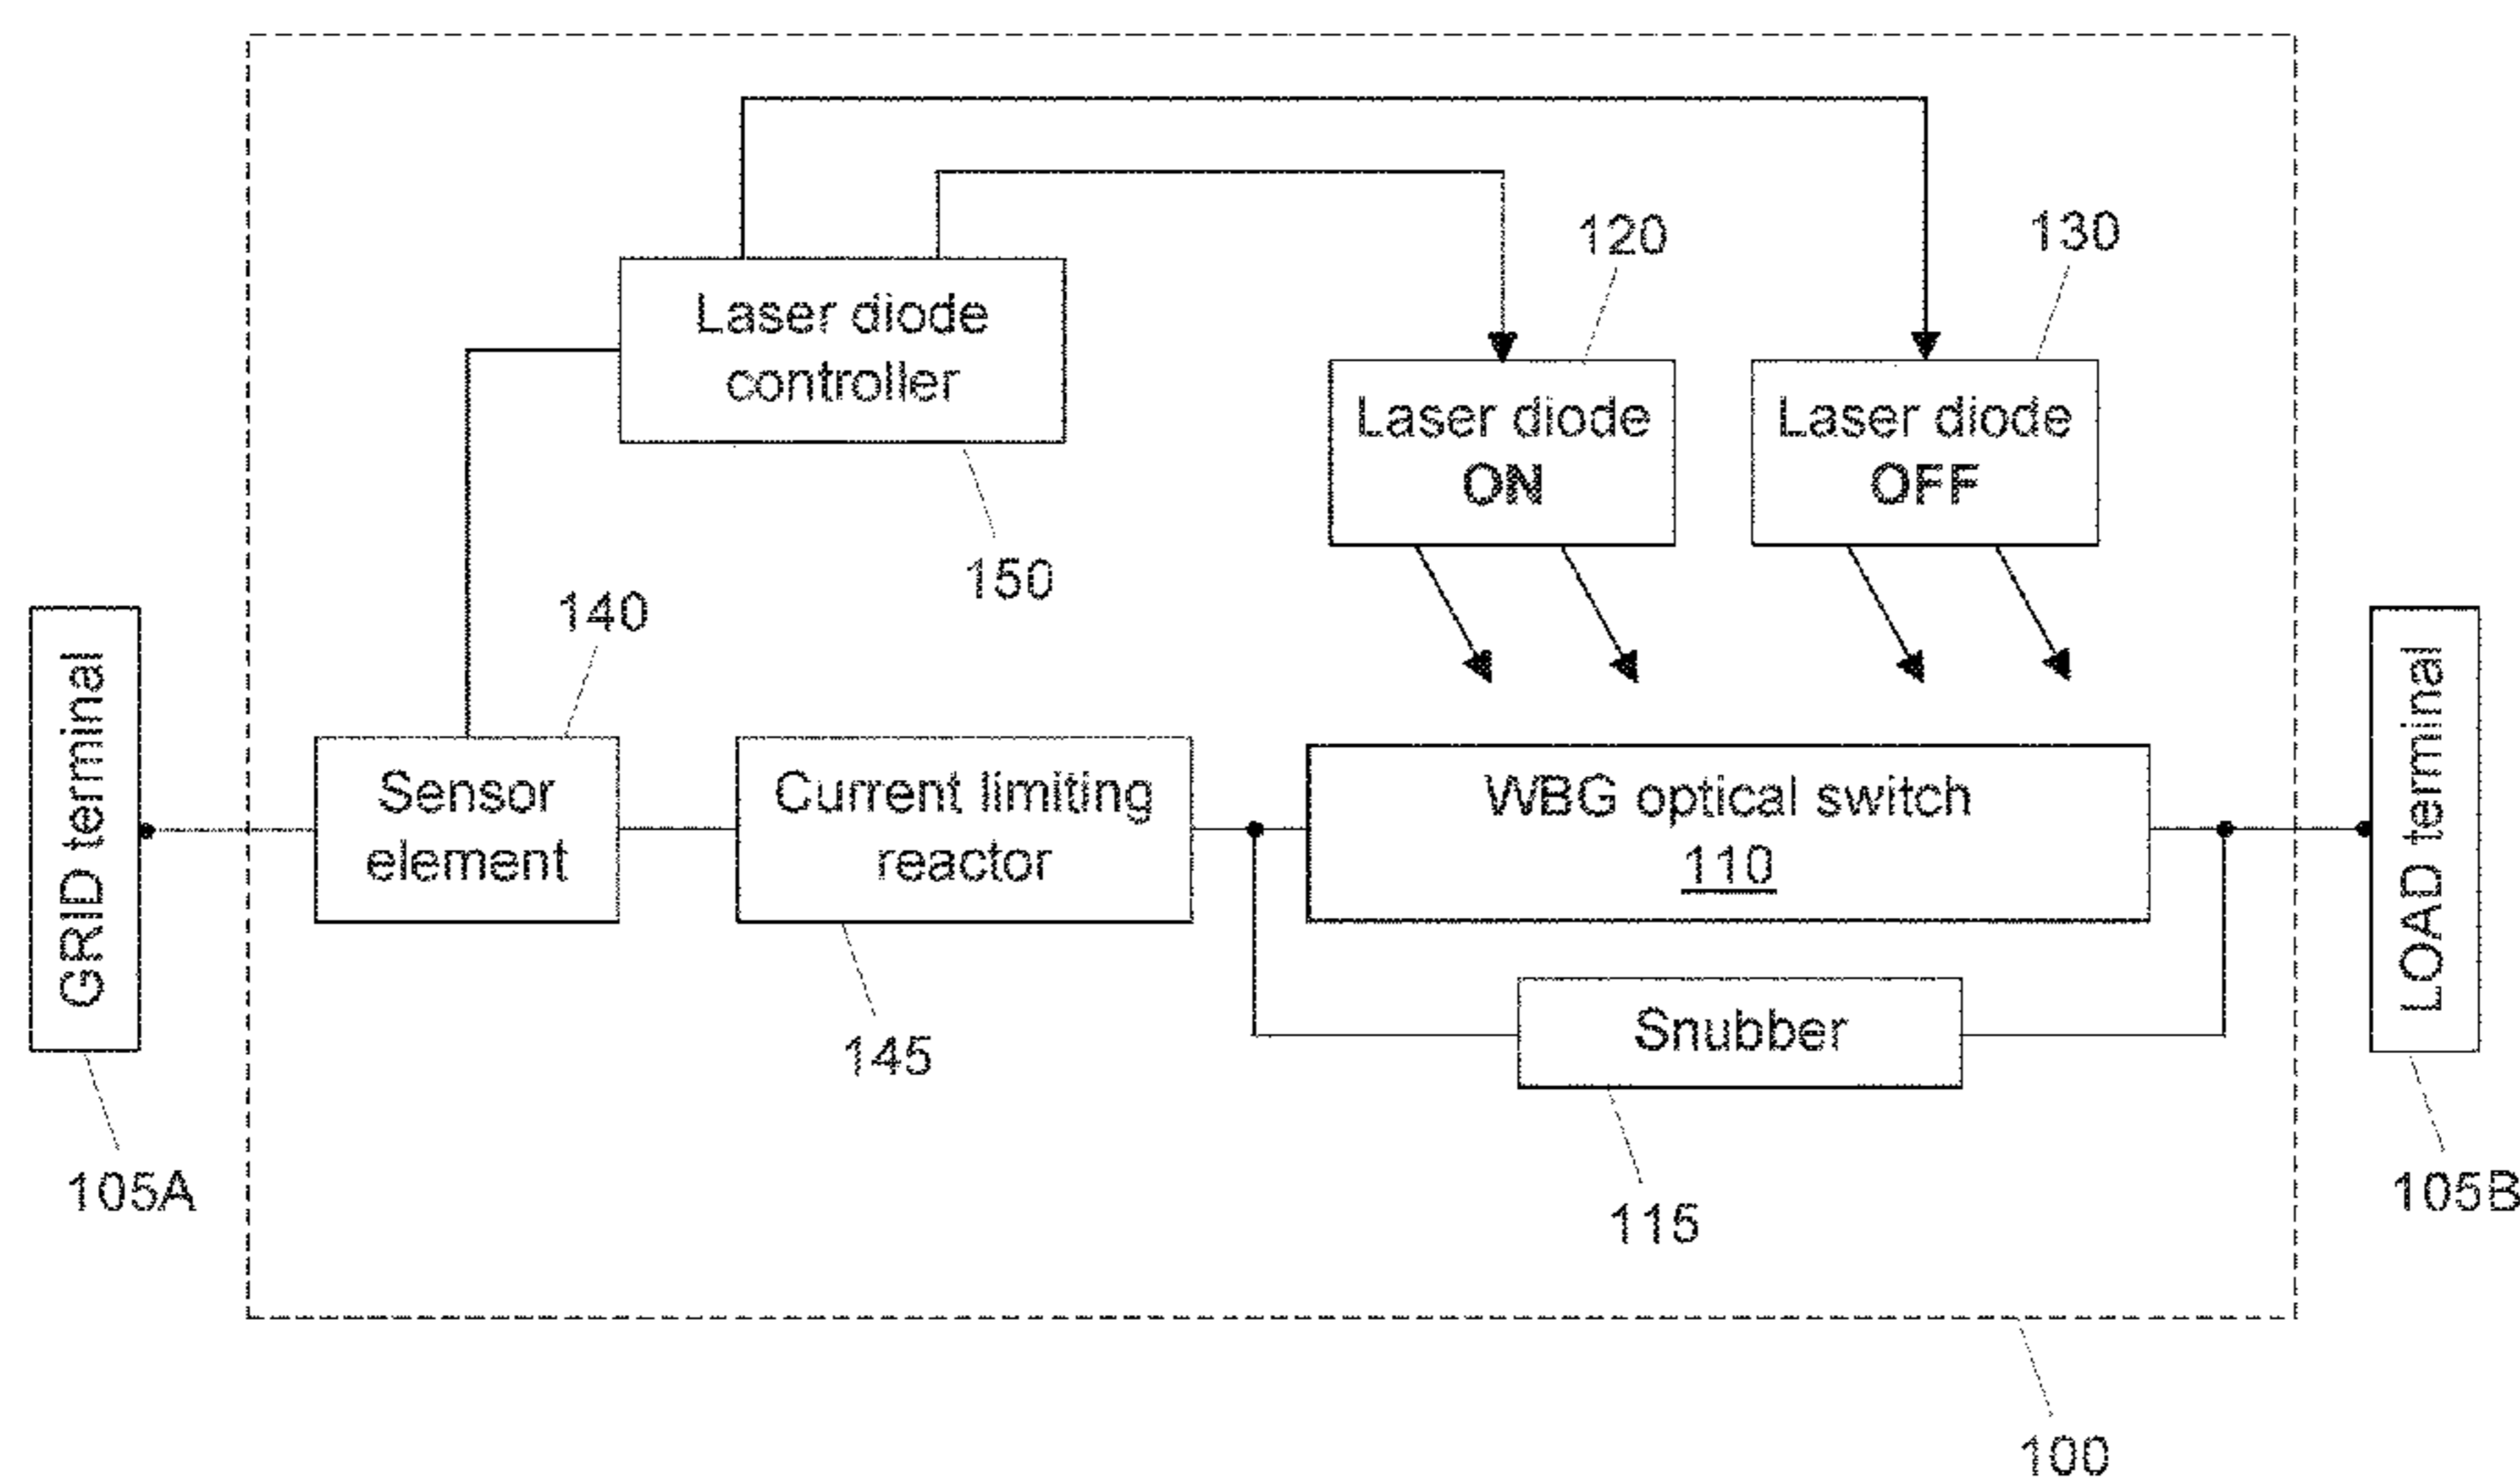 120
130
Laser diode
controller
Laser diode
ON
Laser diode
OFF
150
140
GRID terminal
Sensor
element
Current limiting
reactor
WBG optical switch
110
LOAD terminal
Snubber
145
105A
115
105B
100